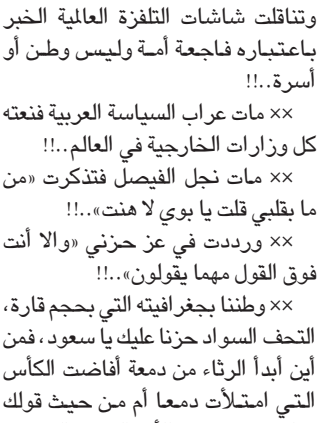 وتناقلت شاشات التلفزة العالمية الخبر
باعتباره فاجعة أمة وليس وطن أو
أسرة..!!
×× مات عراب السياسة العربية فنعته
كل وزارات الخارجية في العالم..!!
×× مات نجل الفيصل فتذكرت «من
ما بقلبي قلت يا بوي لا هنت»..!!
×× ورددت في عز حزني «والا أنت
فوق القول مهما يقولون»..!!
×× وطننا بجغرافيته التي بحجم قارة،
التحف السواد حزنا عليك يا سعود، فمن
أين أبدأ الرثاء من دمعة أفاضت الكأس
التي امتلأت دمعا أم من حيث قولك